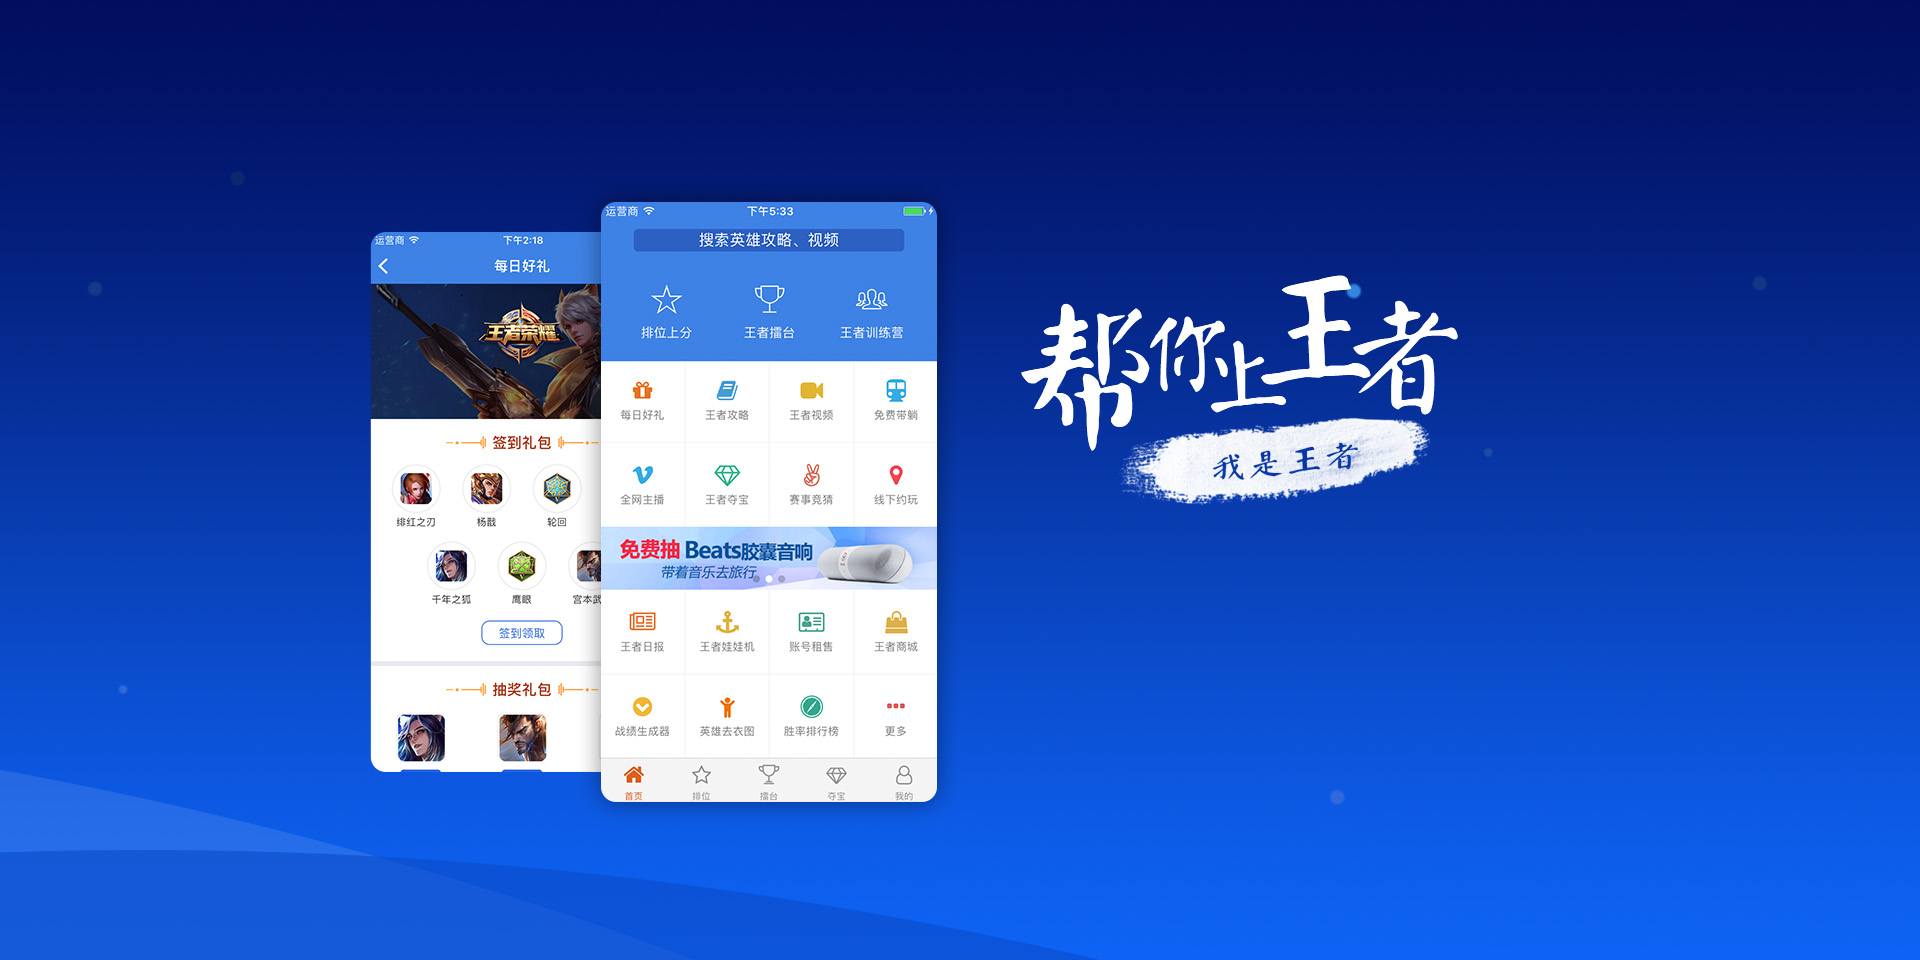 运营商 下午2:18
每日好礼
王者荣耀
签到礼包
绯红之刃 杨戬 轮回
千年之狐 鹰眼 宫本武
签到领取
抽奖礼包
运营商 下午5:33
搜索英雄攻略、视频
排位上分 王者擂台 王者训练营
每日好礼 王者攻略 王者视频 免费带躺
全网主播 王者夺宝 赛事竞猜 线下约玩
免费抽 Beats胶囊音响
带着音乐去旅行
王者日报 王者娃娃机 账号租售 王者商城
战绩生成器 英雄去衣图 胜率排行榜 更多
首页 排位 擂台 夺宝 我的
帮你上王者
我是王者